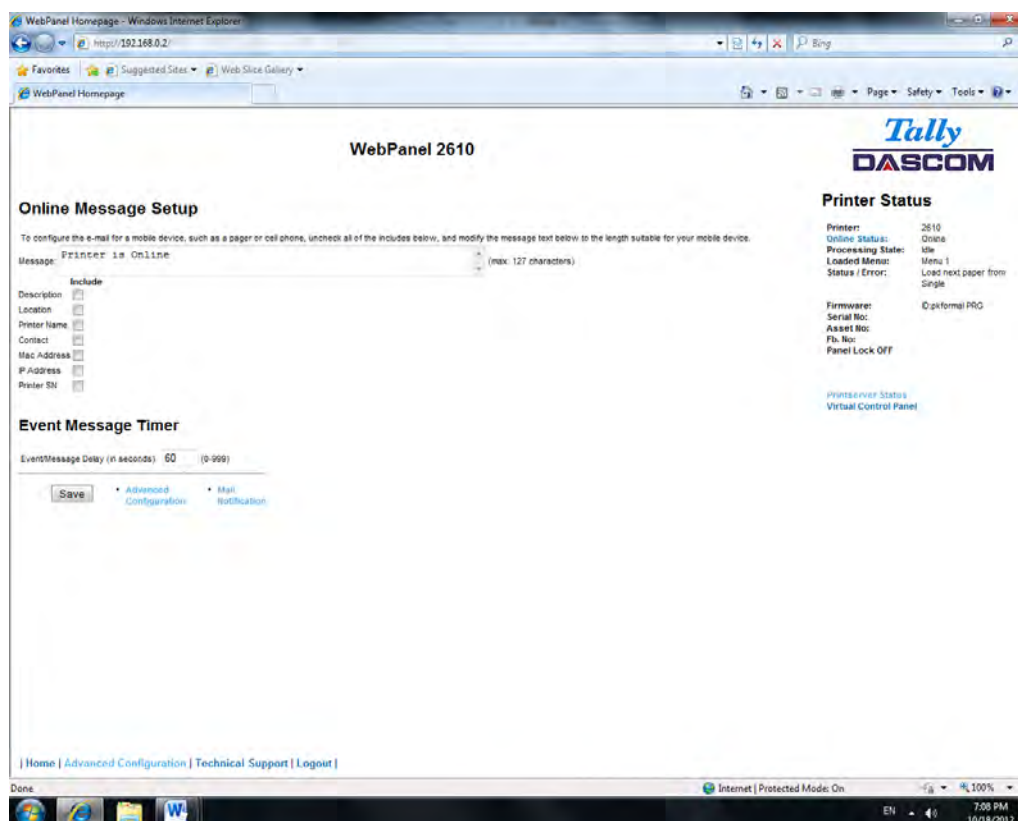 WebPanel Homepage - Windows Internet Explorer
http://192.168.0.2/
Bing
Favorites
Suggested Sites
Web Slice Gallery
WebPanel Homepage
Page
Safety
Tools
WebPanel 2610
Tally
DASCOM
Online Message Setup
To configure the e-mail for a mobile device, such as a pager or cell phone, uncheck all of the includes below, and modify the message text below to the length suitable for your mobile device.
Message: Printer is Online (max. 127 characters)
Include
Description
Location
Printer Name
Contact
Mac Address
IP Address
Printer SN
Event Message Timer
Event/Message Delay (in seconds) 60 (0-999)
Save
• Advanced Configuration
• Mail Notification
Printer Status
Printer: 2610
Online Status: Online
Processing State: Idle
Loaded Menu: Menu 1
Status / Error: Load next paper from
Single
Firmware:
Serial No:
Asset No:
Fb. No:
Panel Lock OFF
Printserver Status
Virtual Control Panel
| Home | Advanced Configuration | Technical Support | Logout |
Done
Internet | Protected Mode: On
100%
W
EN
7:08 PM
10/18/2012